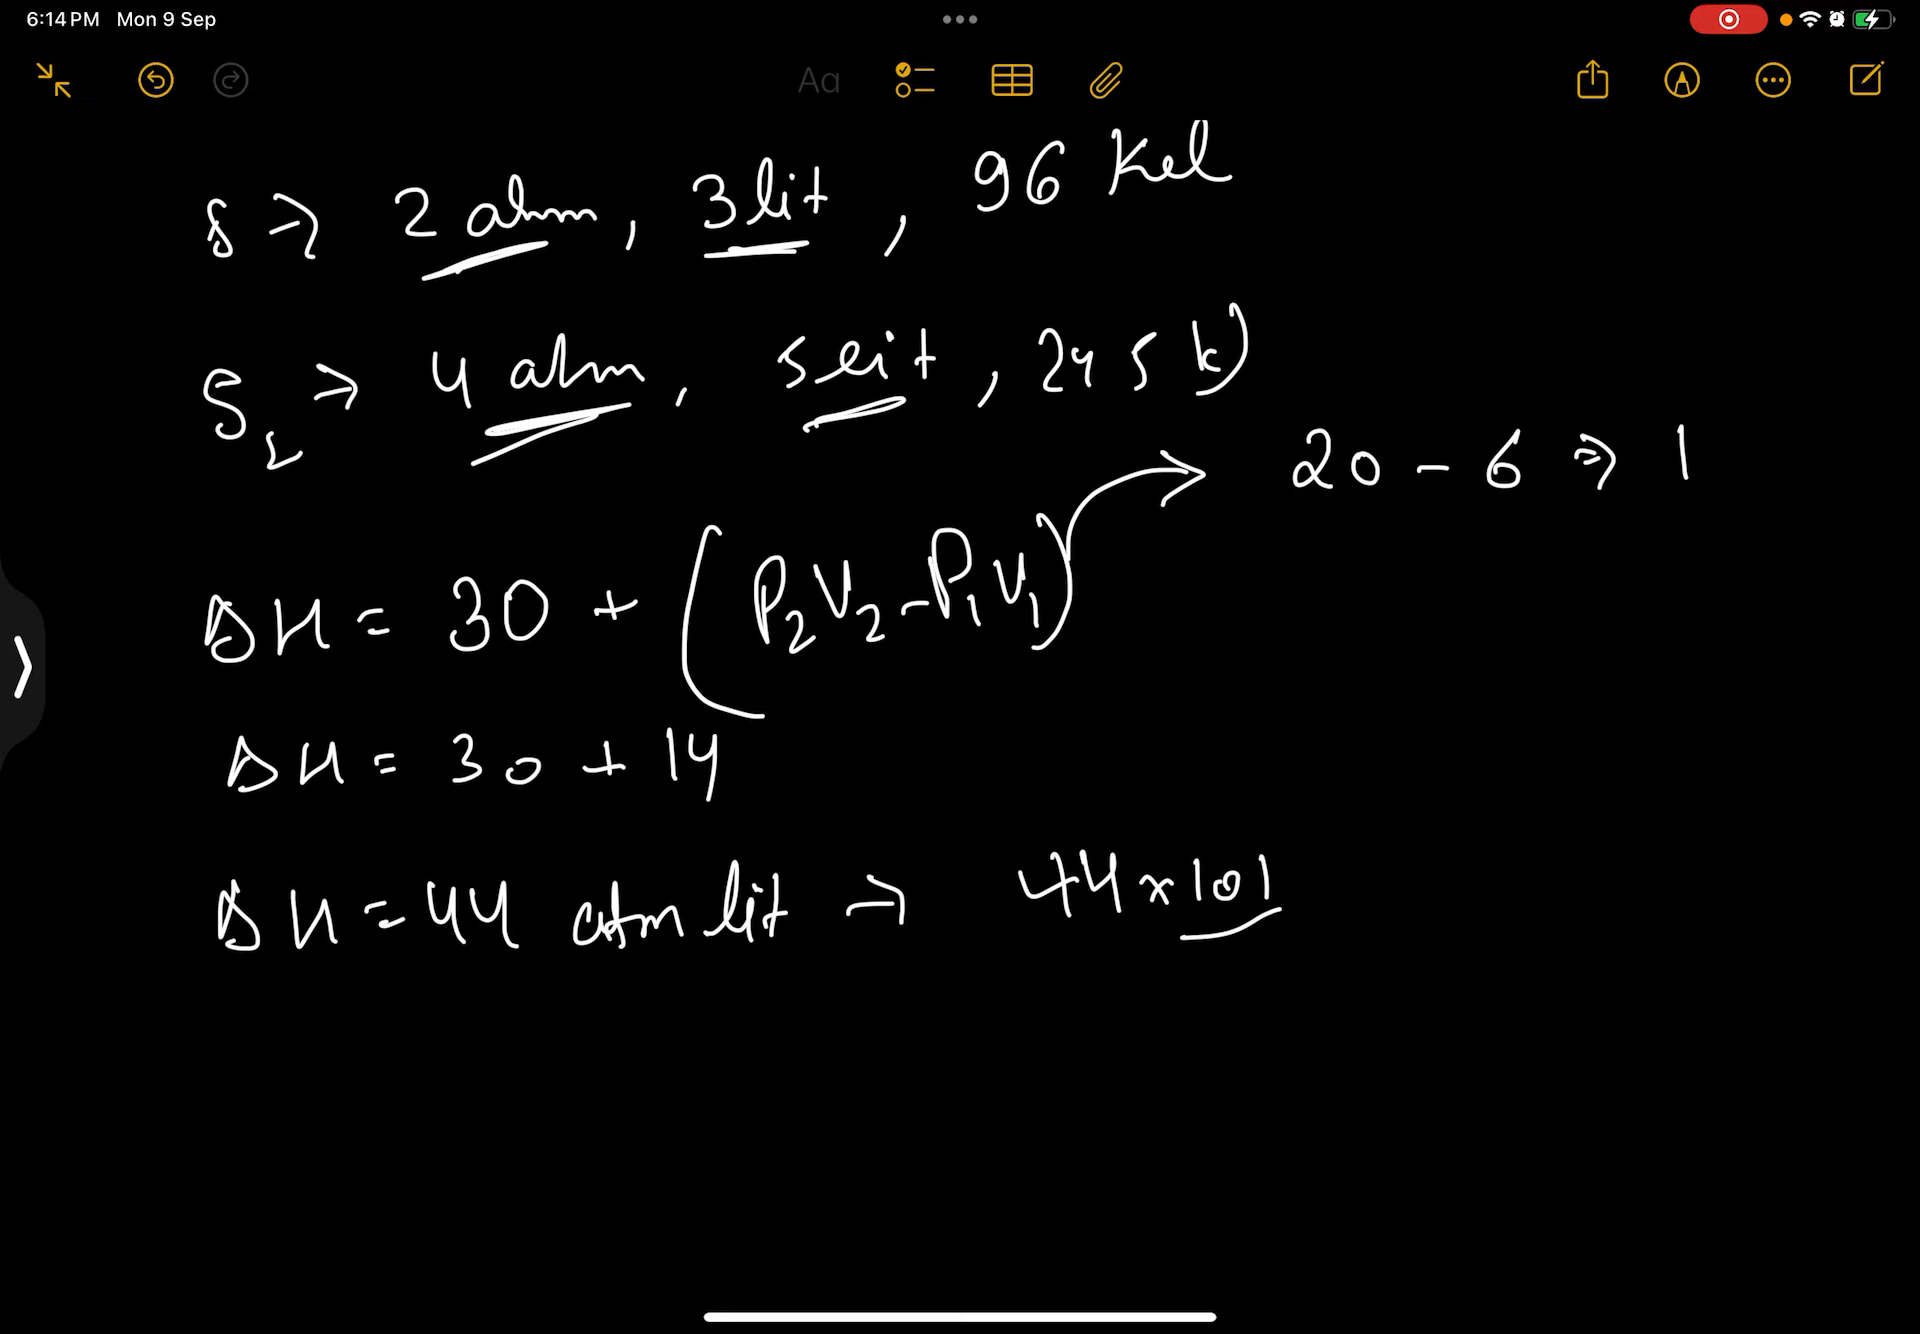 6:14 PM Mon 9 Sep
Aa
S → 2 atm, 3 lit, 96 Kel
S₂ → 4 atm, 5 lit, 245 K)
20 - 6 ⇒ 1
ΔH = 30 + (P₂V₂-P₁V₁)
ΔH = 30 + 14
ΔH = 44 atm lit → 44 x 101